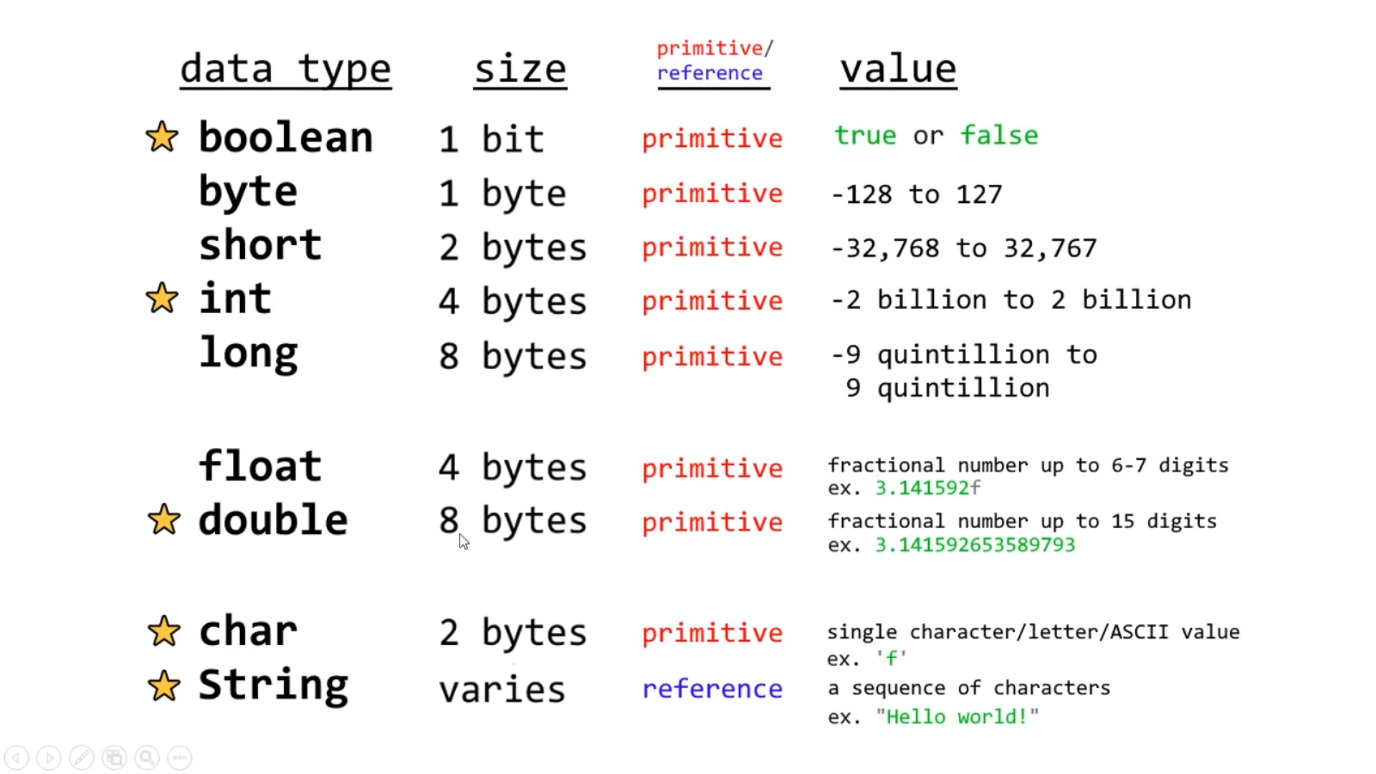 data type size primitive/ value
reference
boolean 1 bit primitive true or false
byte 1 byte primitive -128 to 127
short 2 bytes primitive -32,768 to 32,767
int 4 bytes primitive -2 billion to 2 billion
long 8 bytes primitive -9 quintillion to
9 quintillion
float 4 bytes primitive fractional number up to 6-7 digits
ex. 3.141592f
double 8 bytes primitive fractional number up to 15 digits
ex. 3.141592653589793
char 2 bytes primitive single character/letter/ASCII value
ex. 'f'
String varies reference a sequence of characters
ex. "Hello world!"